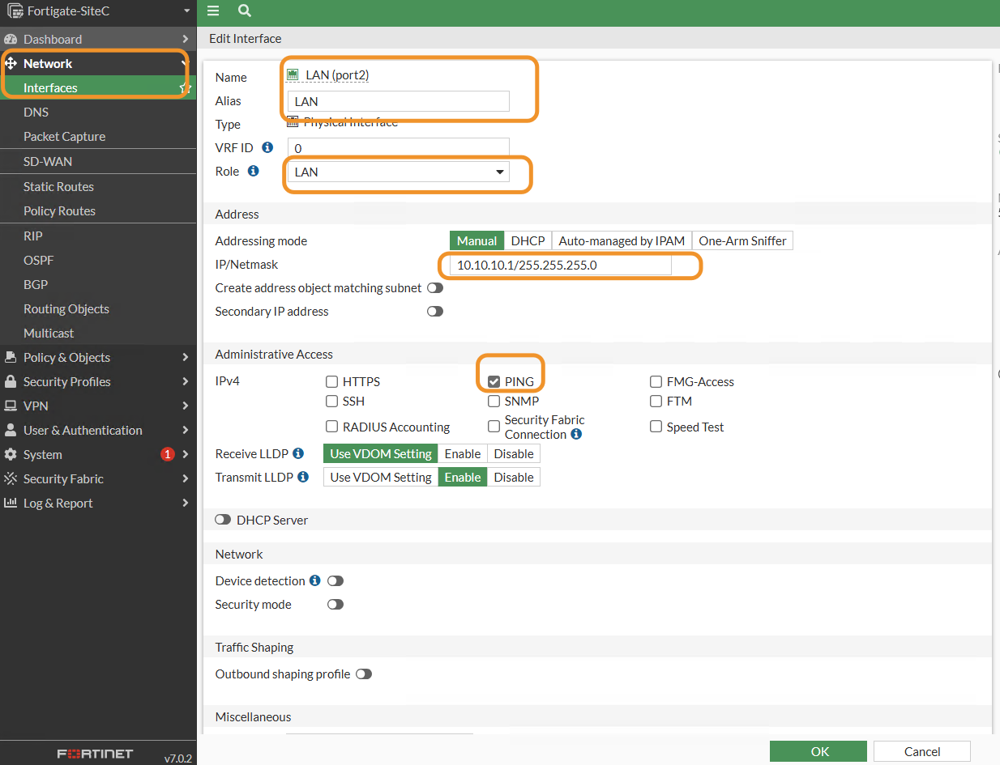 Fortigate-SiteC
Dashboard
Network
Interfaces
DNS
Packet Capture
SD-WAN
Static Routes
Policy Routes
RIP
OSPF
BGP
Routing Objects
Multicast
Policy & Objects
Security Profiles
VPN
User & Authentication
System 1
Security Fabric
Log & Report
FORTINET v7.0.2
Edit Interface
Name LAN (port2)
Alias LAN
Type Physical Interface
VRF ID 0
Role LAN
Address
Addressing mode Manual DHCP Auto-managed by IPAM One-Arm Sniffer
IP/Netmask 10.10.10.1/255.255.255.0
Create address object matching subnet
Secondary IP address
Administrative Access
IPv4 HTTPS PING FMG-Access
SSH SNMP FTM
RADIUS Accounting Security Fabric Connection Speed Test
Receive LLDP Use VDOM Setting Enable Disable
Transmit LLDP Use VDOM Setting Enable Disable
DHCP Server
Network
Device detection
Security mode
Traffic Shaping
Outbound shaping profile
Miscellaneous
OK Cancel